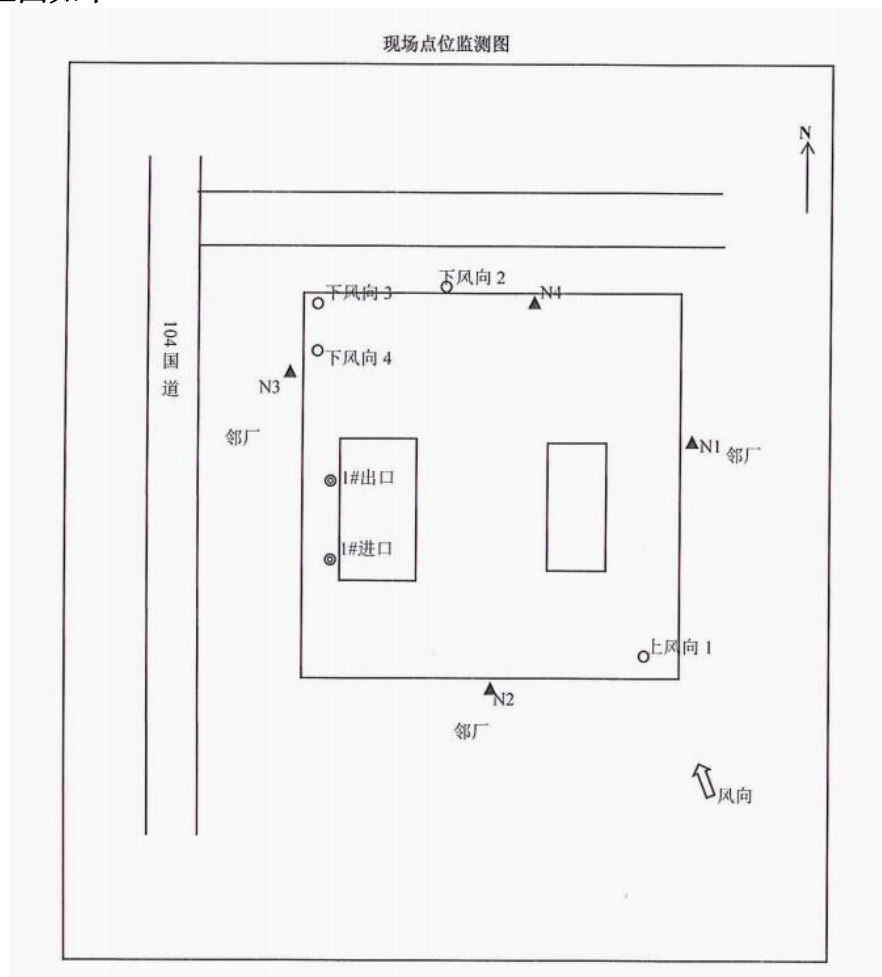 现场点位监测图
N
下风向 2
下风向 3
N4
104国道
下风向 4
N3
邻厂
N1
邻厂
1#出口
1#进口
上风向 1
N2
邻厂
风向